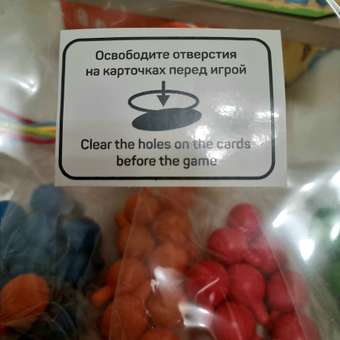 Освободите отверстия
на карточках перед игрой
Clear the holes on the cards
before the game